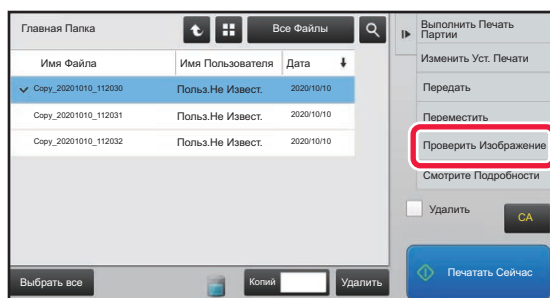 Главная Папка
Все Файлы
Имя Файла
Имя Пользователя
Дата
Copy_20201010_112030
Польз.Не Извест.
2020/10/10
Copy_20201010_112031
Польз.Не Извест.
2020/10/10
Copy_20201010_112032
Польз.Не Извест.
2020/10/10
Выбрать все
Копий
Удалить
Выполнить Печать
Партии
Изменить Уст. Печати
Передать
Переместить
Проверить Изображение
Смотрите Подробности
Удалить
CA
Печатать Сейчас